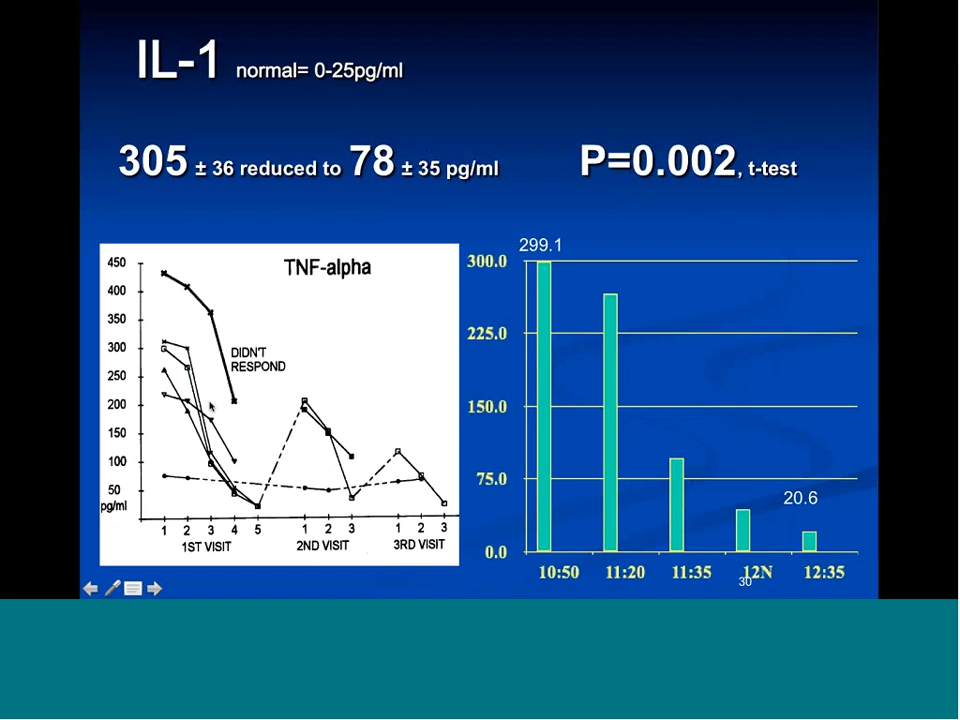 IL-1 normal= 0-25pg/ml
305 ± 36 reduced to 78 ± 35 pg/ml P=0.002, t-test
TNF-alpha
450
400
350
300
250
200
150
100
50
pg/ml
DIDN'T
RESPOND
1 2 3 4 5 1 2 3 1 2 3
1ST VISIT 2ND VISIT 3RD VISIT
299.1
300.0
225.0
150.0
75.0
20.6
0.0
10:50 11:20 11:35 12N 12:35
30